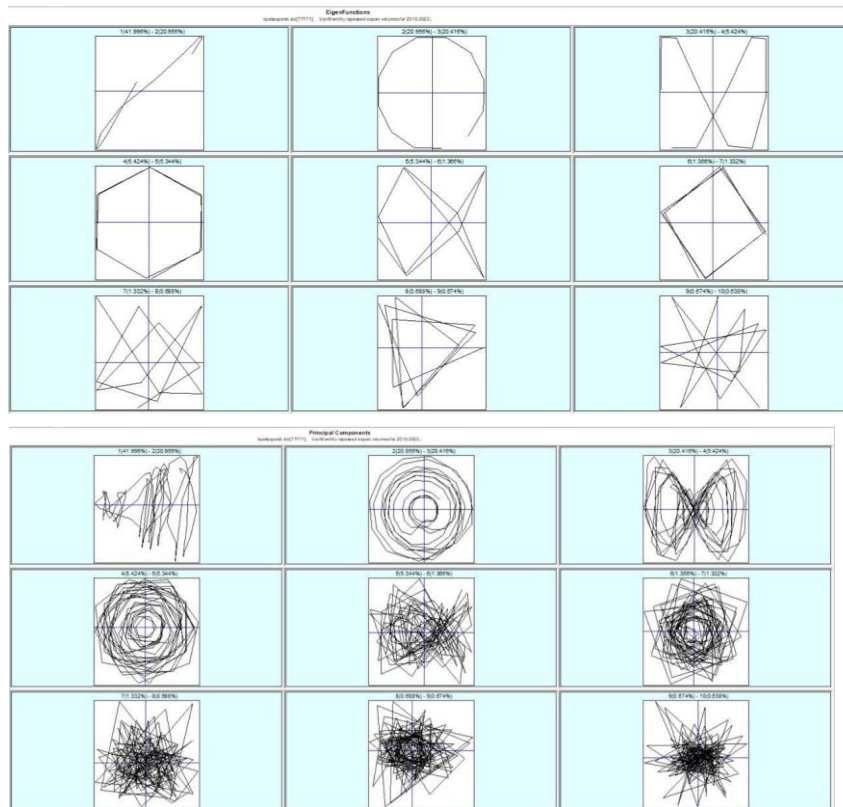 EigenFunctions
1(41.996%) - 2(20.956%)
2(20.956%) - 3(20.416%)
3(20.416%) - 4(5.424%)
4(5.424%) - 5(5.344%)
5(5.344%) - 6(1.366%)
6(1.366%) - 7(1.332%)
7(1.332%) - 8(0.688%)
8(0.688%) - 9(0.674%)
9(0.674%) - 10(0.638%)
Principal Components
1(41.996%) - 2(20.956%)
2(20.956%) - 3(20.416%)
3(20.416%) - 4(5.424%)
4(5.424%) - 5(5.344%)
5(5.344%) - 6(1.366%)
6(1.366%) - 7(1.332%)
7(1.332%) - 8(0.688%)
8(0.688%) - 9(0.674%)
9(0.674%) - 10(0.638%)